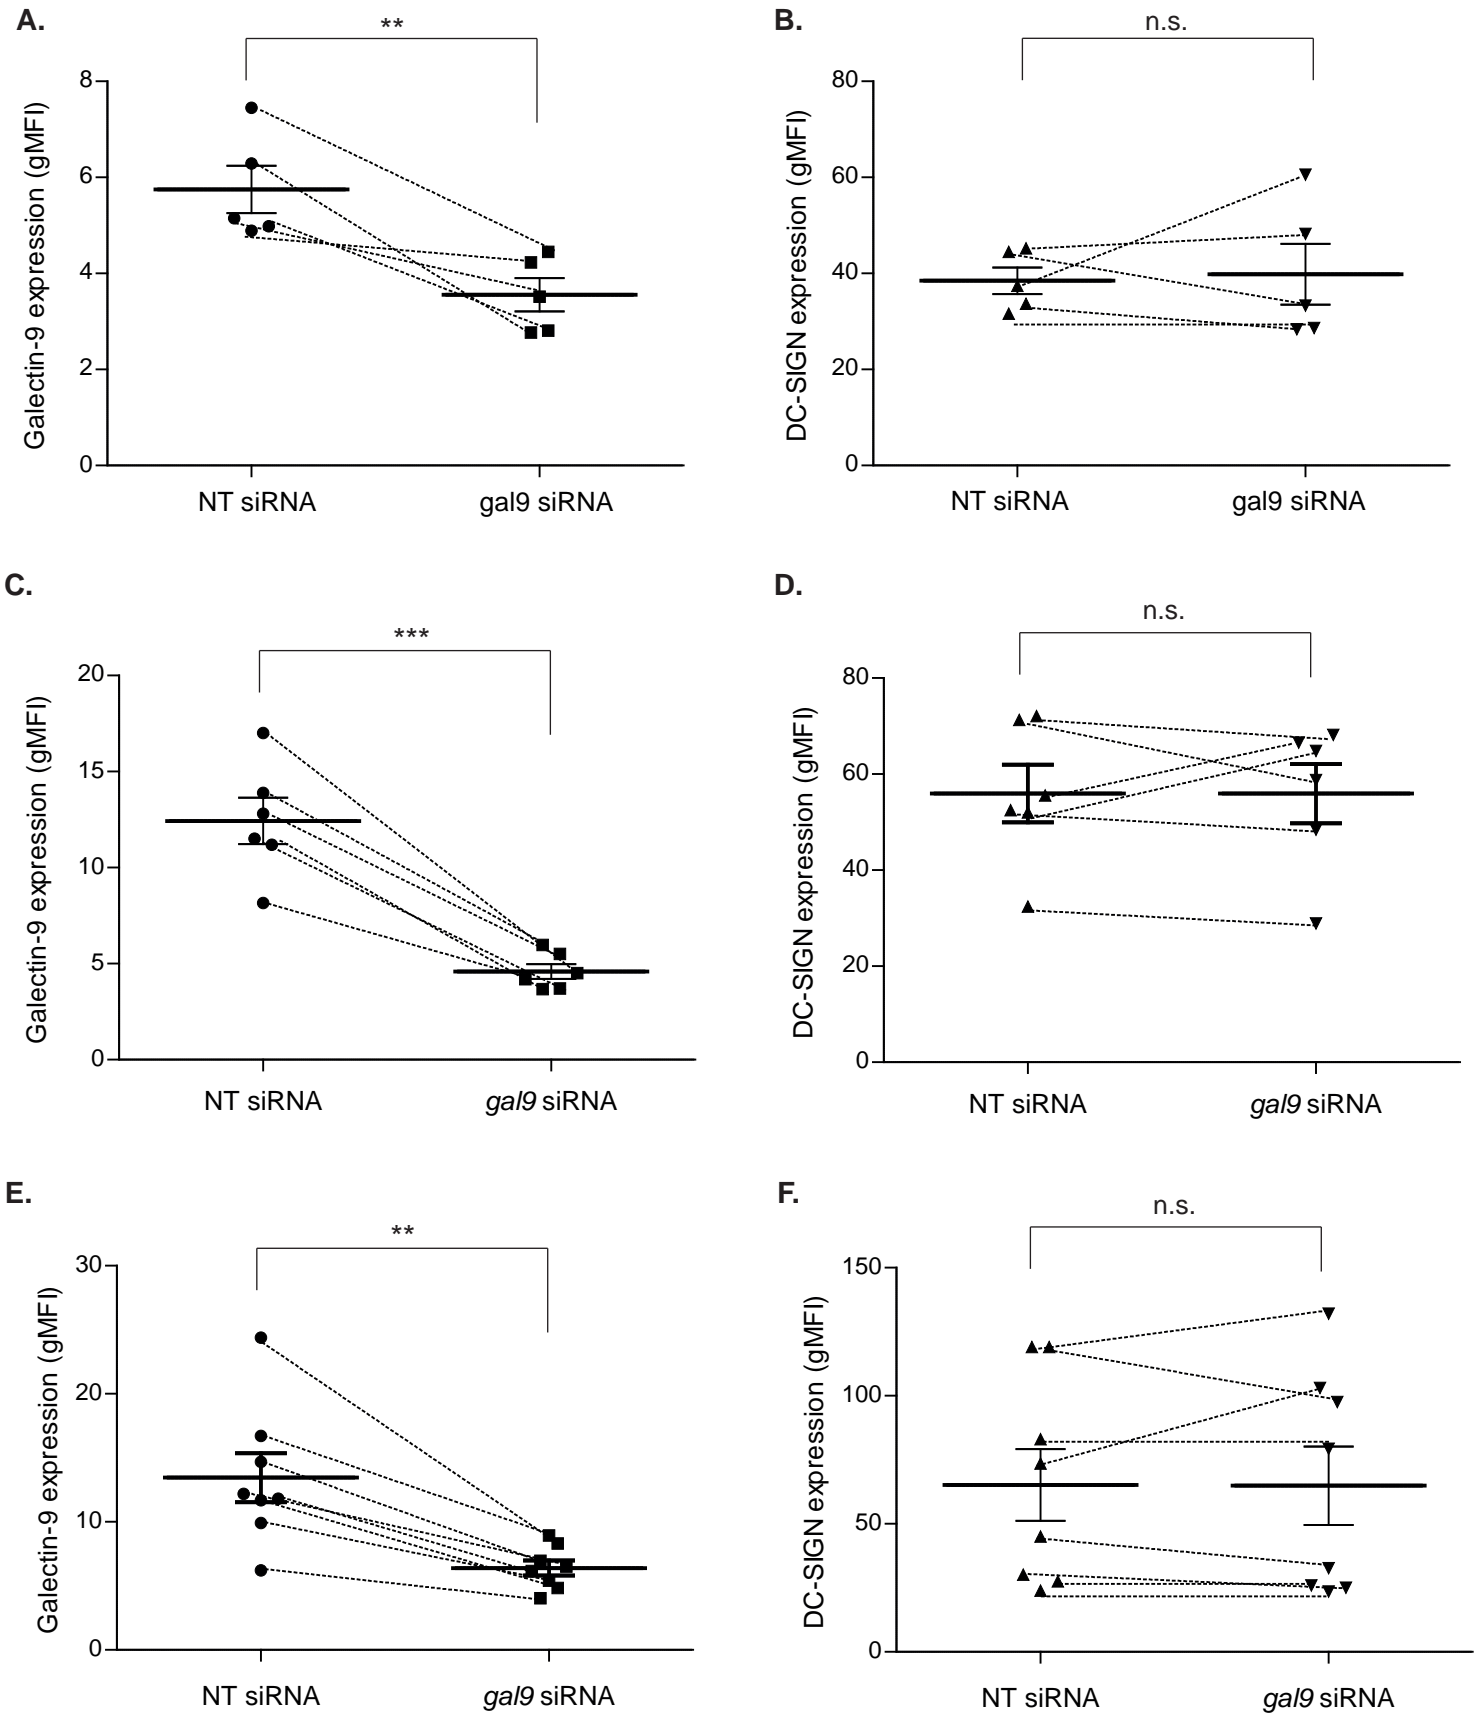 A.
**
Galectin-9 expression (gMFI)
8
6
4
2
0
NT siRNA
gal9 siRNA
B.
n.s.
DC-SIGN expression (gMFI)
80
60
40
20
0
NT siRNA
gal9 siRNA
C.
***
Galectin-9 expression (gMFI)
20
15
10
5
0
NT siRNA
gal9 siRNA
D.
n.s.
DC-SIGN expression (gMFI)
80
60
40
20
0
NT siRNA
gal9 siRNA
E.
**
Galectin-9 expression (gMFI)
30
20
10
0
NT siRNA
gal9 siRNA
F.
n.s.
DC-SIGN expression (gMFI)
150
100
50
0
NT siRNA
gal9 siRNA